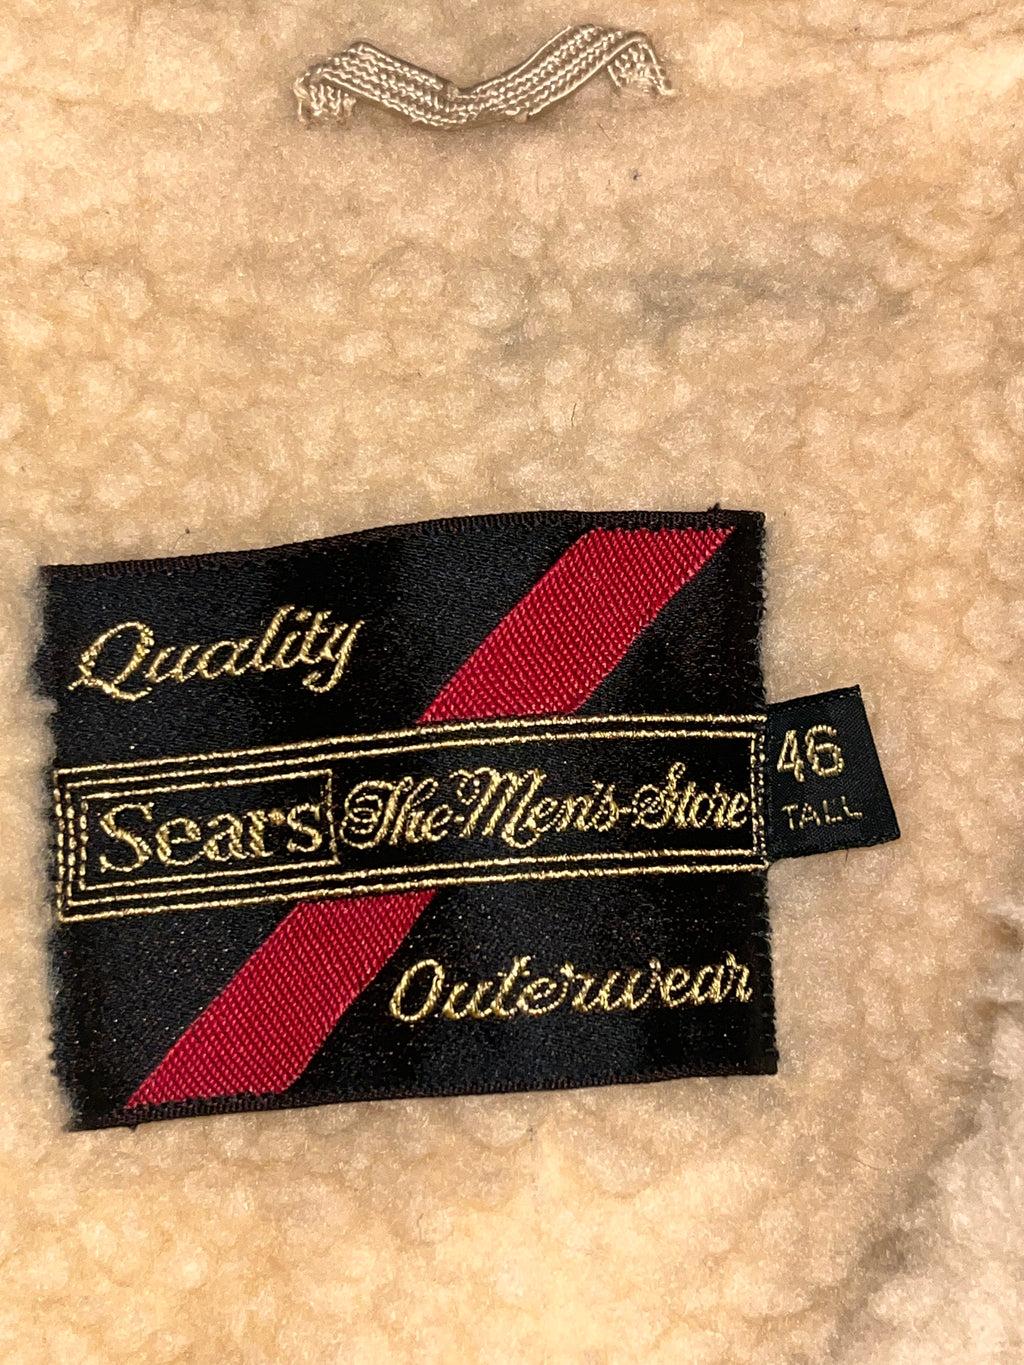 Quality
Sears The-Men's-Store
Outerwear
46
TALL